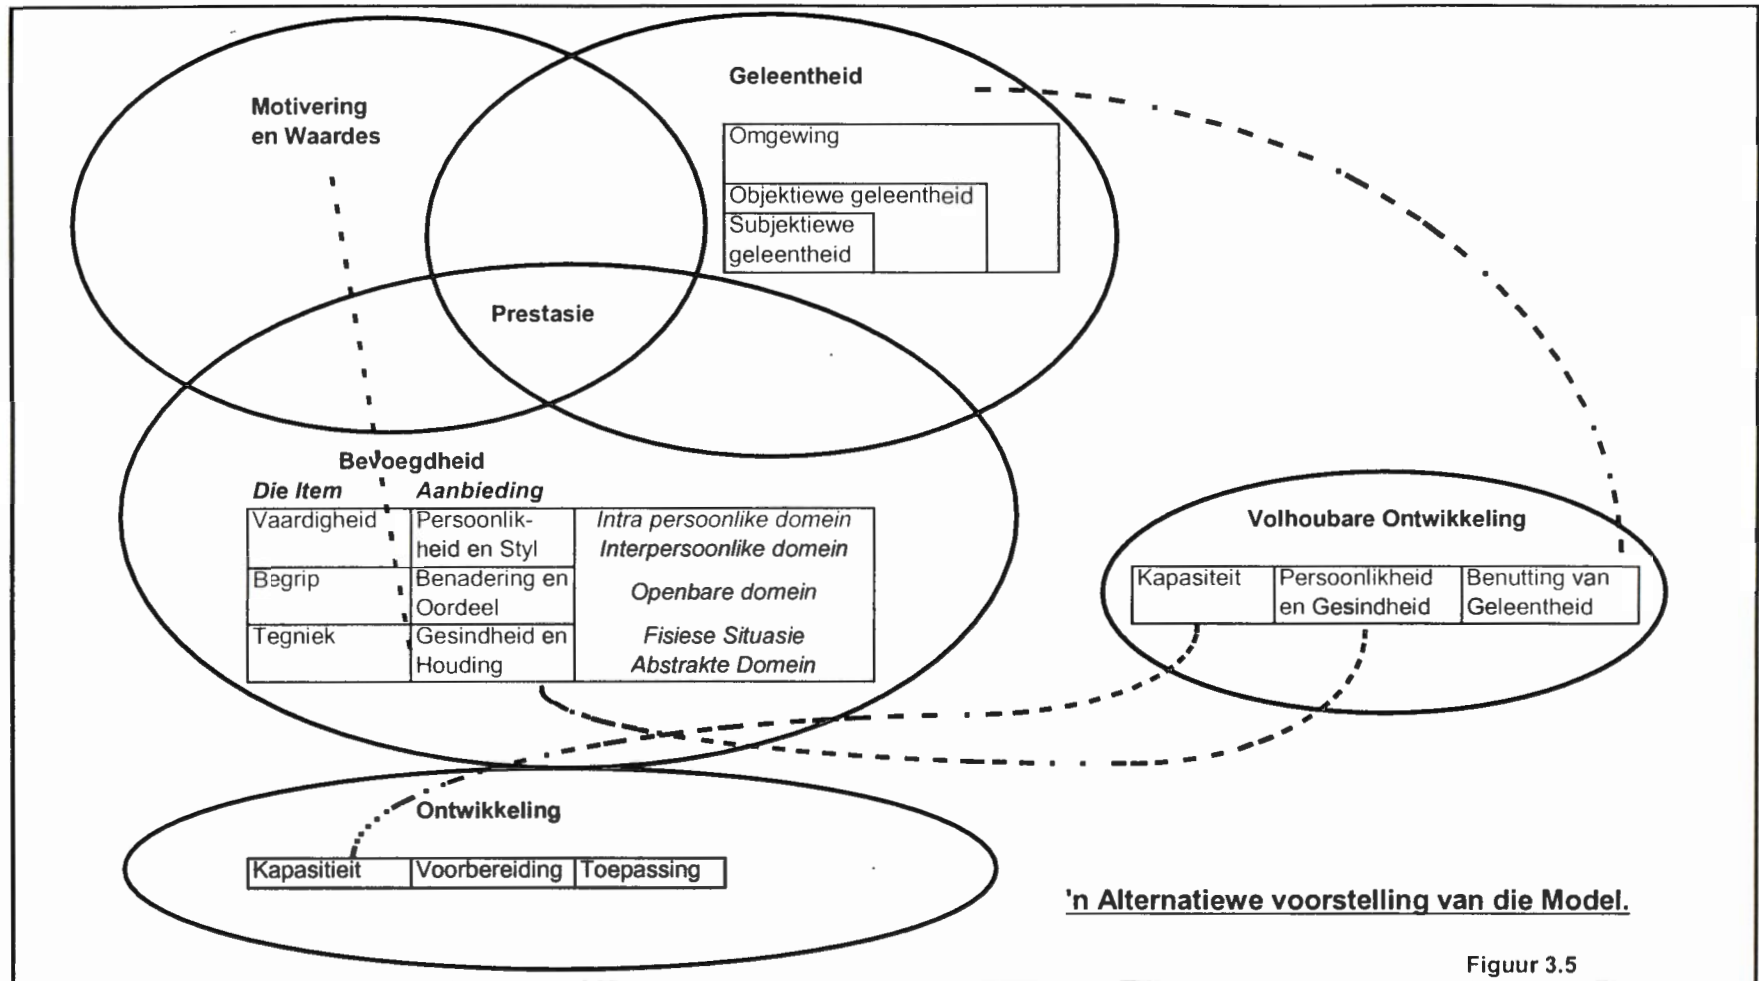 Motivering
en Waardes
Geleentheid
Omgewing
Objektiewe geleentheid
Subjektiewe
geleentheid
Prestasie
Bevoegdheid
Die Item Aanbieding
Vaardigheid Persoonlik- Intra persoonlike domein
heid en Styl Interpersoonlike domein
Begrip Benadering en Openbare domein
Oordeel
Tegniek Gesindheid en Fisiese Situasie
Houding Abstrakte Domein
Volhoubare Ontwikkeling
Kapasiteit Persoonlikheid Benutting van
en Gesindheid Geleentheid
Ontwikkeling
Kapasitieit Voorbereiding Toepassing
'n Alternatiewe voorstelling van die Model.
Figuur 3.5